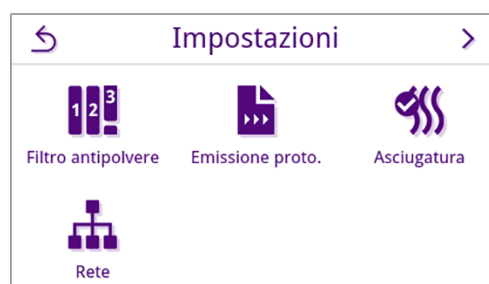 Impostazioni
1 2 3
Filtro antipolvere Emissione proto. Asciugatura
Rete